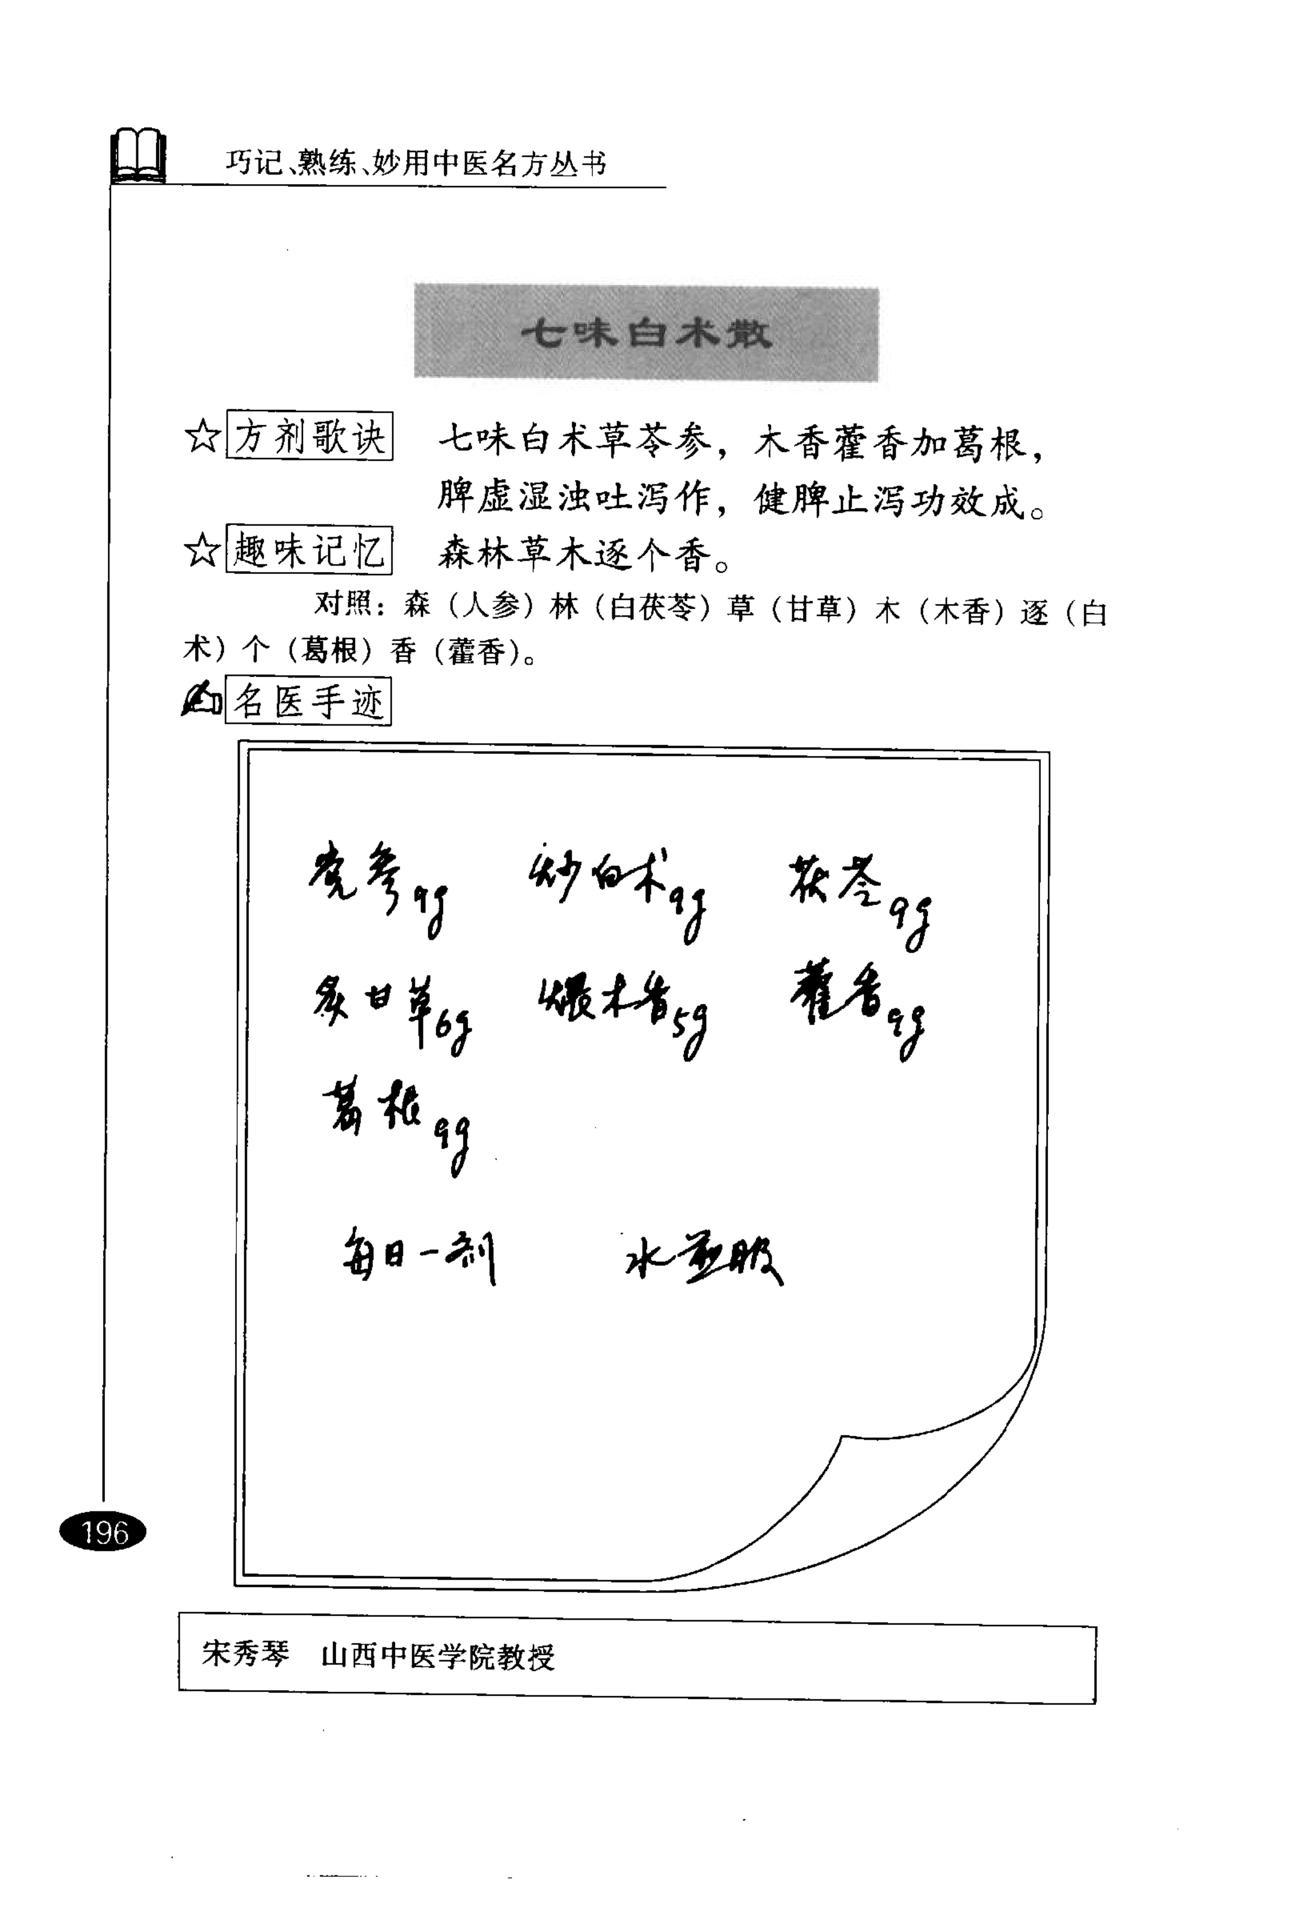 巧记、熟练、妙用中医名方丛书
七味白术散
☆方剂歌诀 七味白术草苓参，木香藿香加葛根，
脾虚湿浊吐泻作，健脾止泻功效成。
☆趣味记忆 森林草木逐个香。
对照：森（人参）林（白茯苓）草（甘草）木（木香）逐（白
术）个（葛根）香（藿香）。
名医手迹
党参9g 炒白术9g 茯苓9g
炙甘草6g 煨木香5g 藿香9g
葛根9g
每日一剂 水煎服
196
宋秀琴 山西中医学院教授